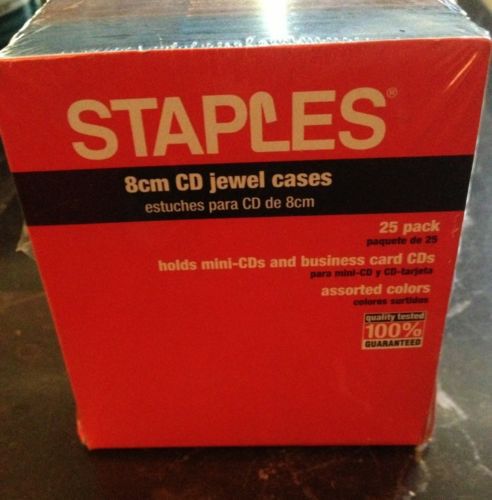 STAPLES®
8cm CD jewel cases
estuches para CD de 8cm
25 pack
paquete de 25
holds mini-CDs and business card CDs
para mini-CD y CD-tarjeta
assorted colors
colores surtidos
quality tested
100%
GUARANTEED